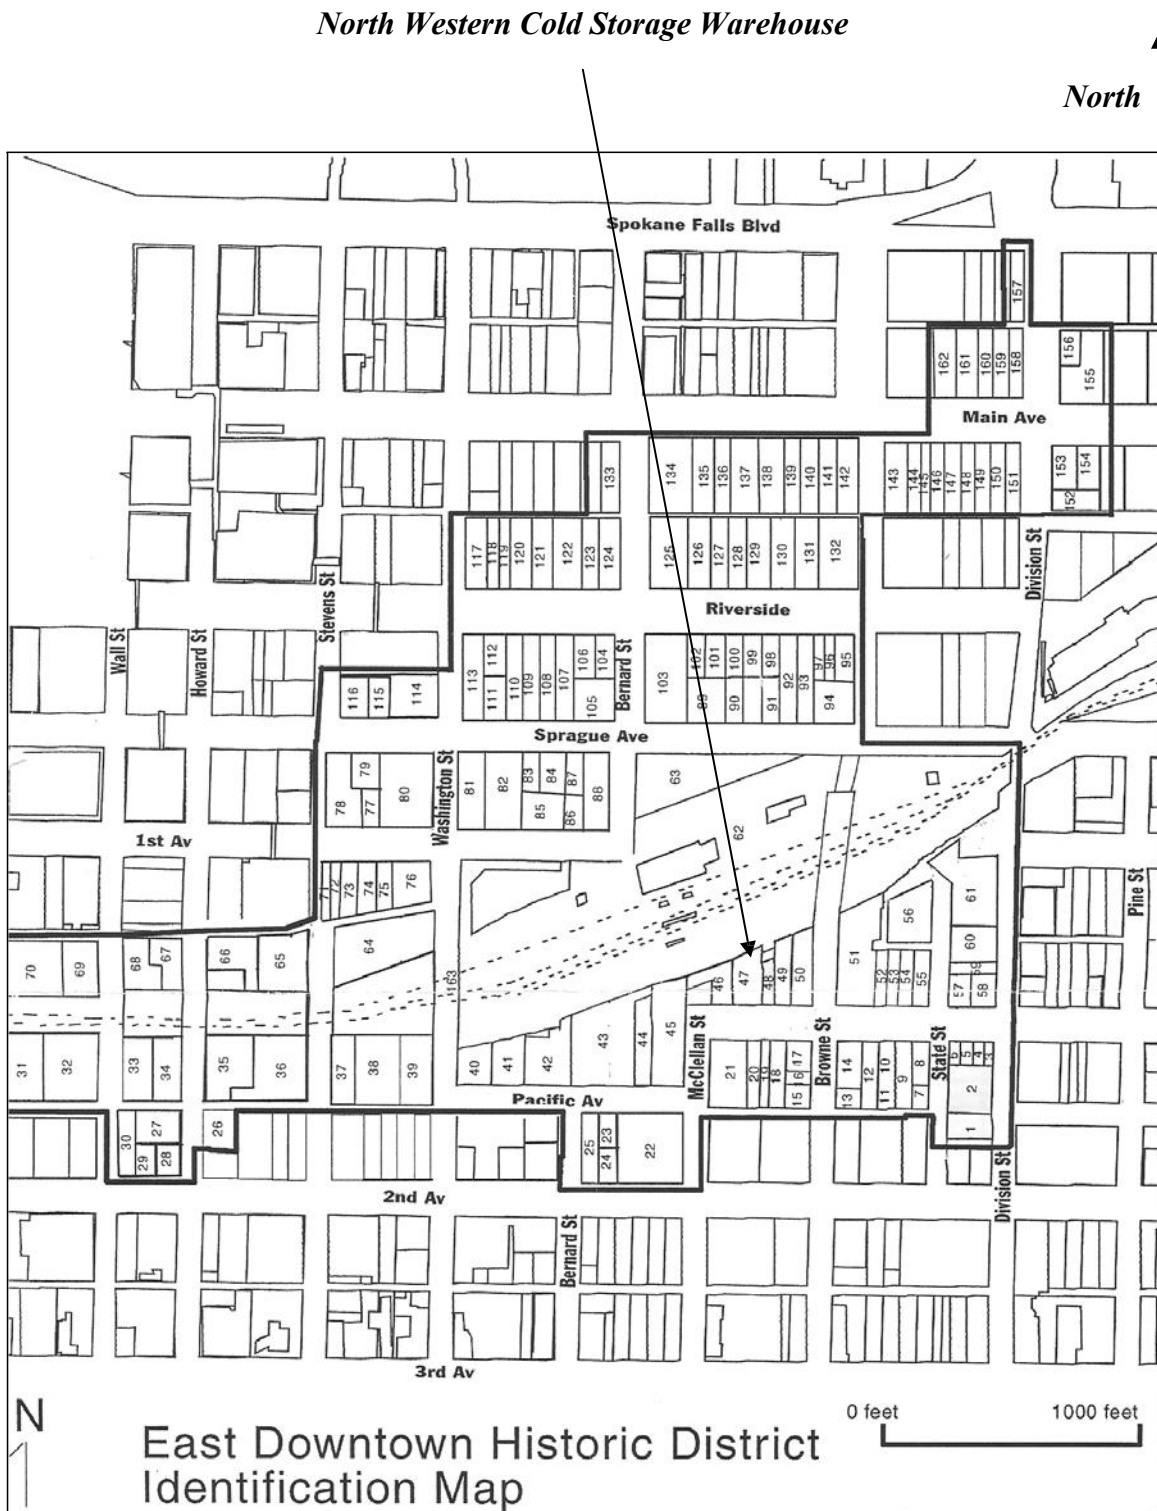 North Western Cold Storage Warehouse
North
Spokane Falls Blvd
157
162 161 160 159 158 156 155
Main Ave
133 134 135 136 137 138 139 140 141 142 143 144 145 146 147 148 149 150 151 153 154 152
117 118 119 120 121 122 123 124 125 126 127 128 129 130 131 132
Division St
Stevens St
Riverside
Wall St
Howard St
113 112 111 110 109 108 107 106 104 105
Bernard St
103 102 101 100 99 98 97 96 95 92 93 89 90 91 94
116 115 114
Sprague Ave
79 78 77 80
Washington St
81 82 83 84 87 85 86 88
63
62
1st Av
71 72 73 74 75 76
Pine St
61
56
60
70 69 68 67 66 65 64
163
46 47 48 49 50 51 52 53 54 55 57 59 58
McClellan St
Browne St
State St
31 32 33 34 35 36 37 38 39 40 41 42 43 44 45
21 20 19 18 17 16 15 14 13 12 10 11 9 8 7 6 5 4 3 2
Pacific Av
30 27 29 28 26 25 23 24 22 1
Division St
2nd Av
Bernard St
3rd Av
N
0 feet 1000 feet
East Downtown Historic District
Identification Map